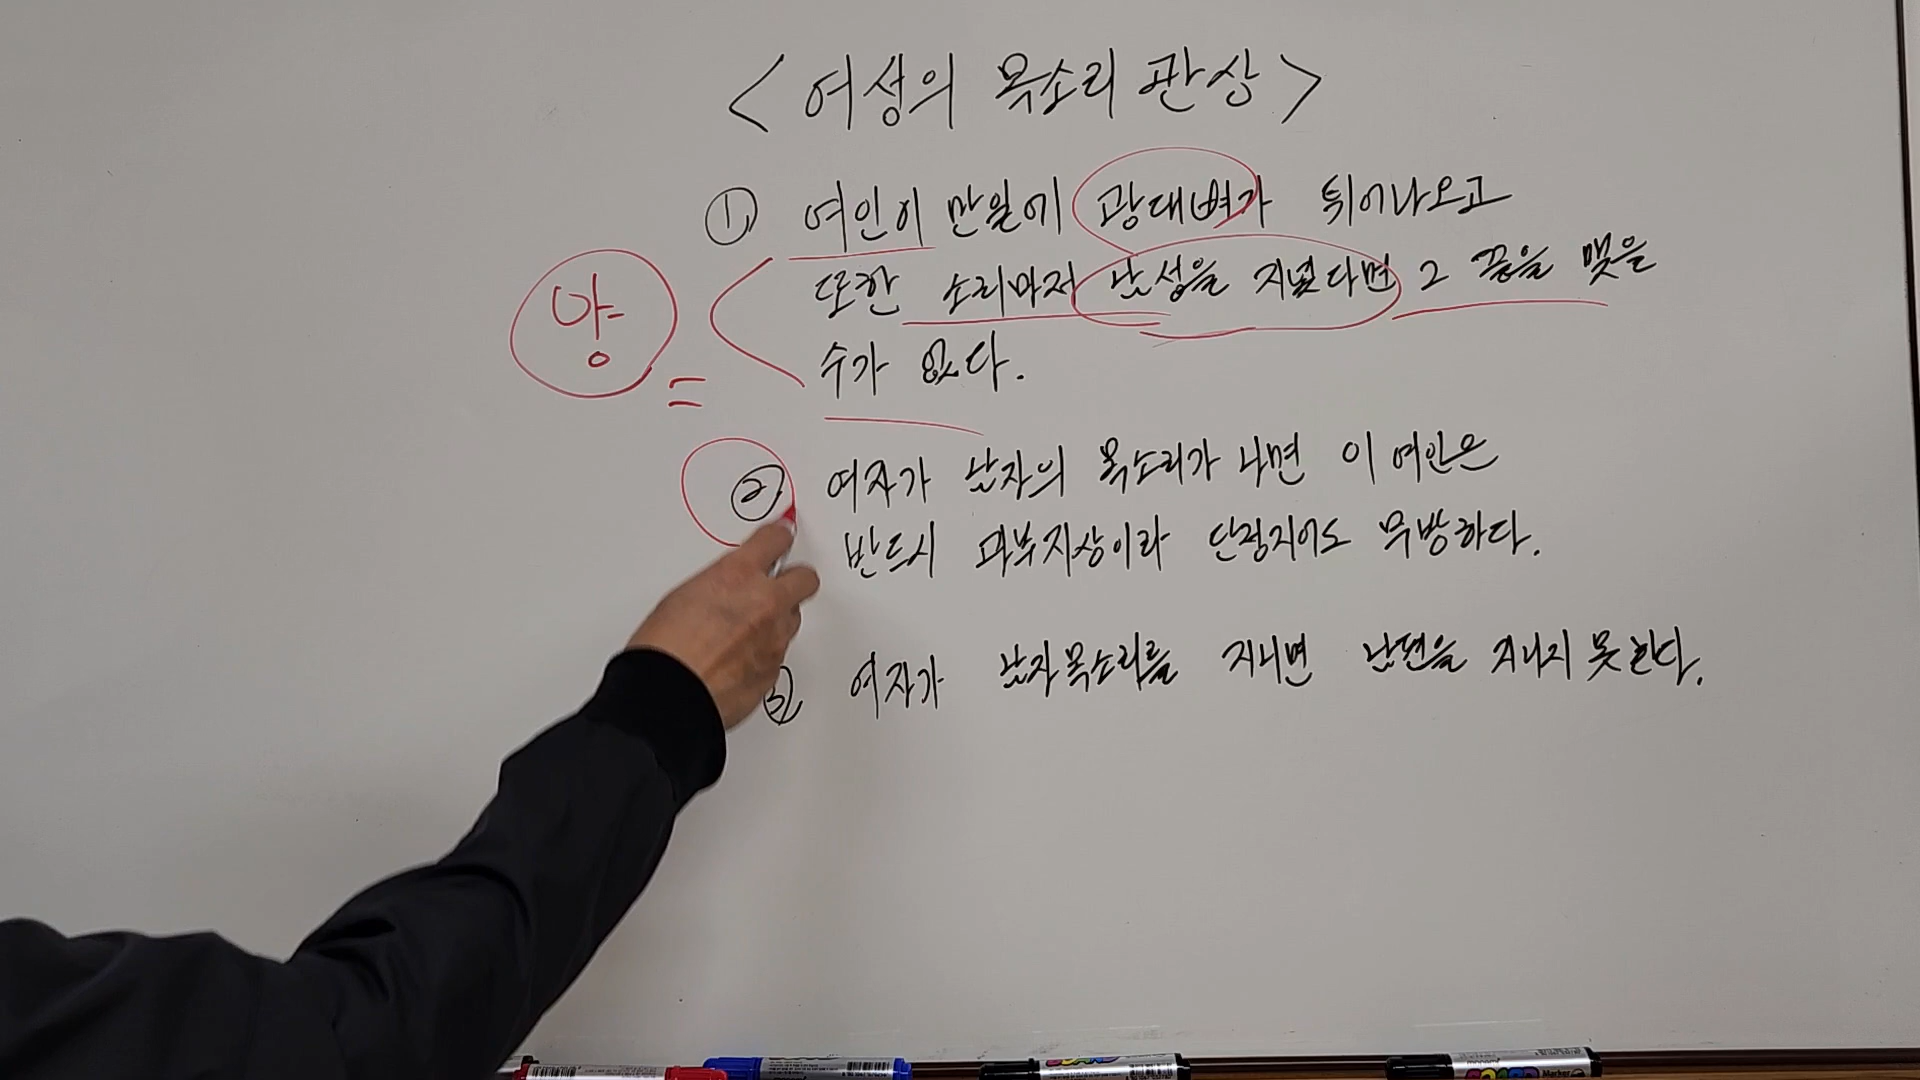 < 여성의 목소리 관상 >
① 여인이 만일에 광대뼈가 튀어나오고
또한 소리마저 남성을 지녔다면 그 끝을 맺을
수가 없다.
양 =
② 여자가 남자의 목소리가 나면 이 여인은
반드시 과부지상이라 단정지어도 무방하다.
③ 여자가 남자목소리를 지니면 남편을 지니지 못한다.
Marker